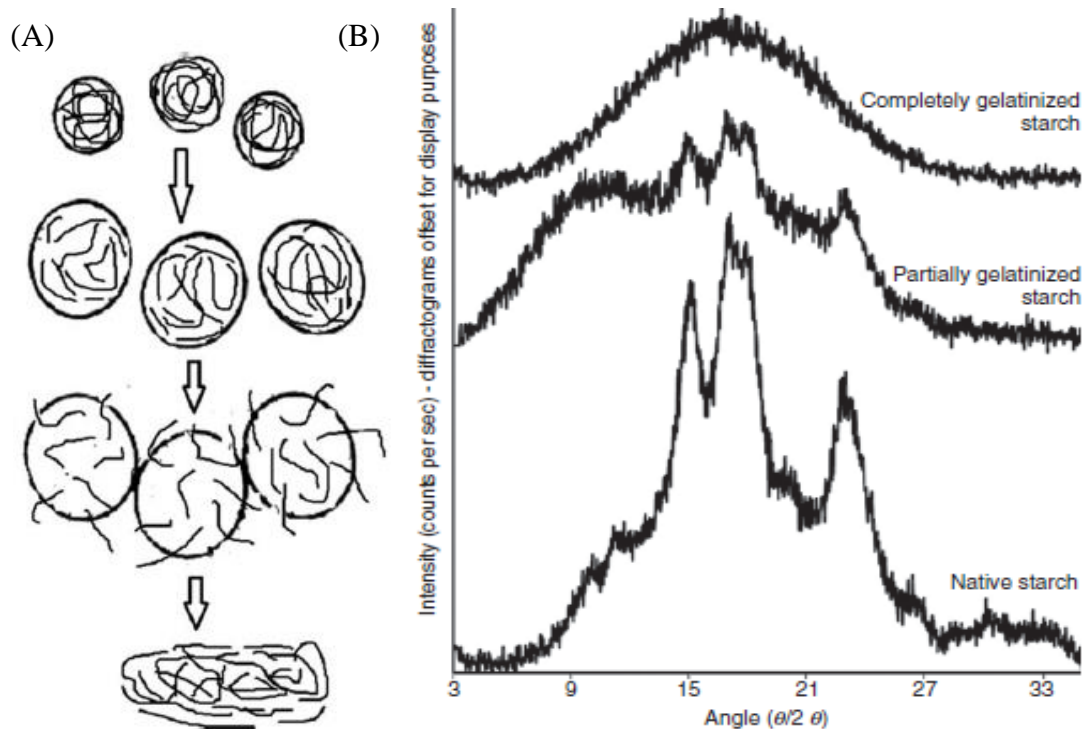 (A)
(B)
Intensity (counts per sec) - diffractograms offset for display purposes
Completely gelatinized
starch
Partially gelatinized
starch
Native starch
3 9 15 21 27 33
Angle (θ/2 θ)